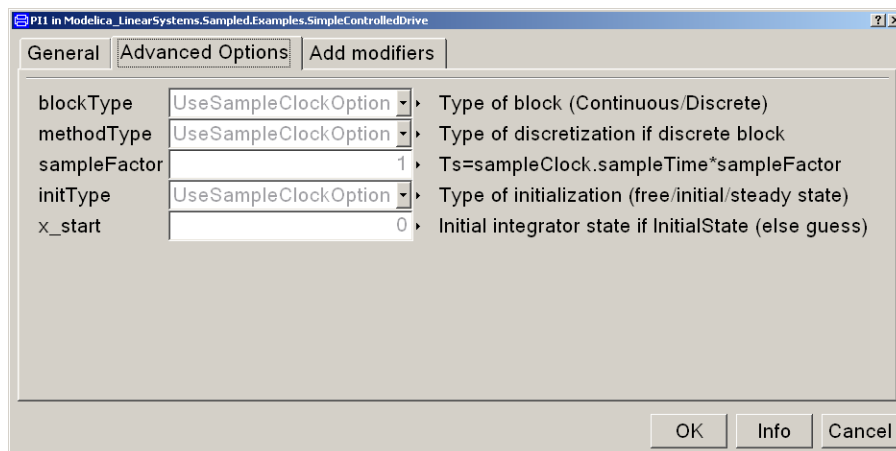 PI1 in Modelica_LinearSystems.Sampled.Examples.SimpleControlledDrive
General Advanced Options Add modifiers
blockType UseSampleClockOption Type of block (Continuous/Discrete)
methodType UseSampleClockOption Type of discretization if discrete block
sampleFactor 1 Ts=sampleClock.sampleTime*sampleFactor
initType UseSampleClockOption Type of initialization (free/initial/steady state)
x_start 0 Initial integrator state if InitialState (else guess)
OK Info Cancel